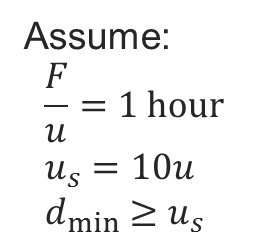 Assume:
F/u = 1 hour
u_s = 10u
d_min ≥ u_s